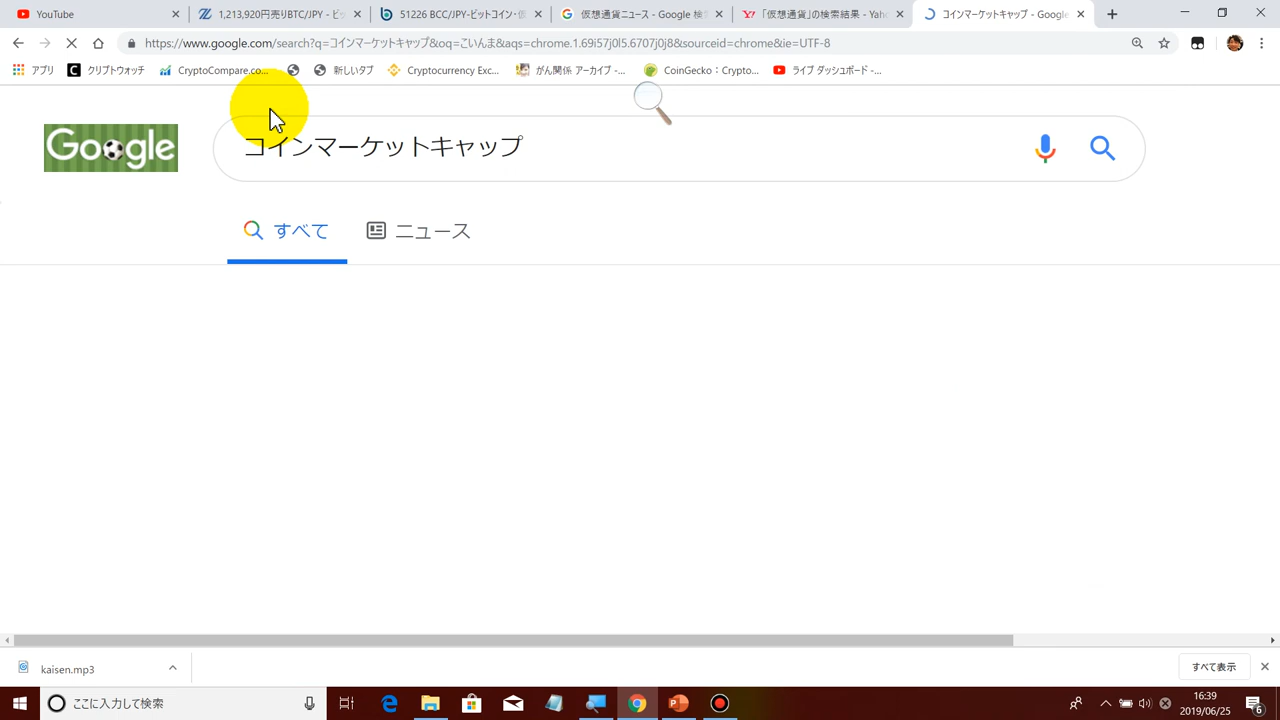 YouTube
1,213,920円売りBTC/JPY - ビッ
51226 BCC/JPY-ビットコイン・仮
仮想通貨ニュース - Google 検索
「仮想通貨」の検索結果 - Yaho
コインマーケットキャップ - Google
https://www.google.com/search?q=コインマーケットキャップ&oq=こいんま&aqs=chrome.1.69i57j0l5.6707j0j8&sourceid=chrome&ie=UTF-8
アプリ
クリプトウォッチ
CryptoCompare.co...
新しいタブ
Cryptocurrency Exc...
がん関係 アーカイブ -...
CoinGecko：Crypto...
ライブ ダッシュボード -...
Google
コインマーケットキャップ
すべて
ニュース
kaisen.mp3
すべて表示
ここに入力して検索
16:39
2019/06/25
6